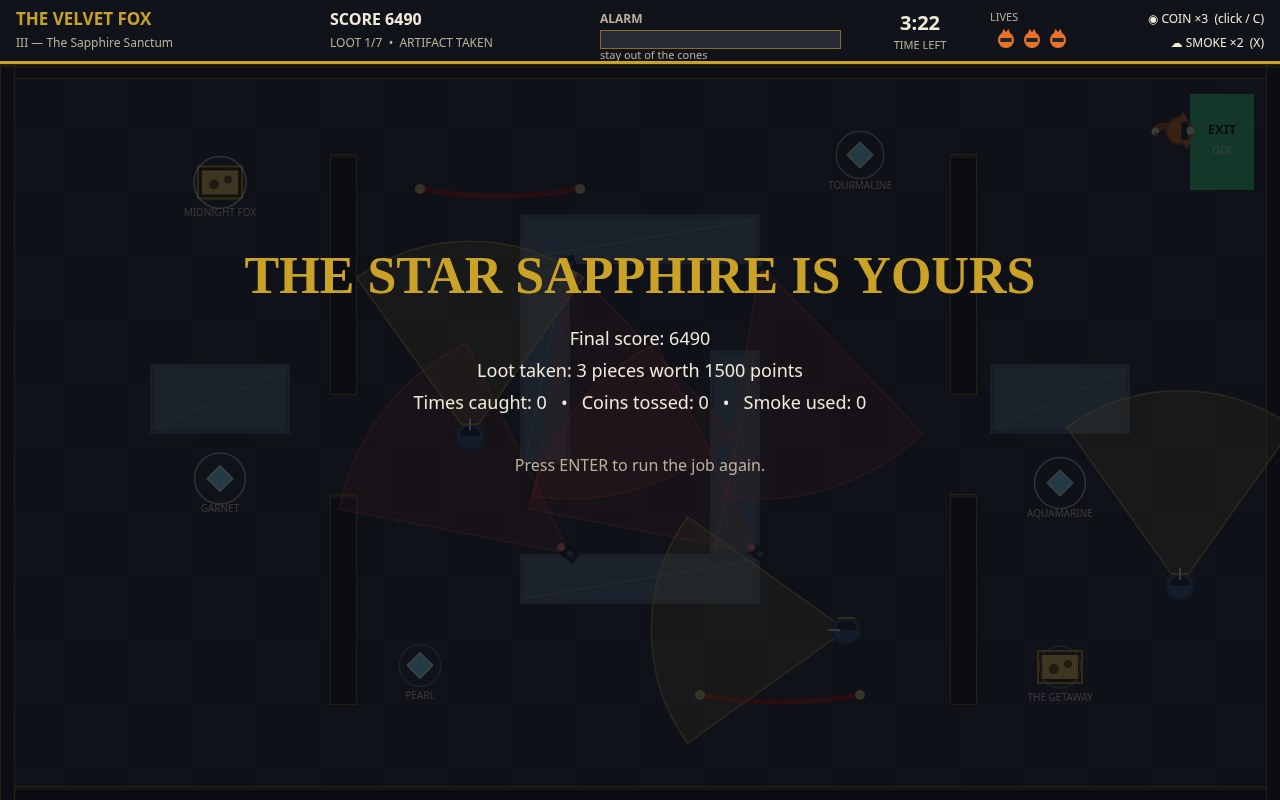 THE VELVET FOX
III — The Sapphire Sanctum
SCORE 6490
LOOT 1/7 • ARTIFACT TAKEN
ALARM
stay out of the cones
3:22
TIME LEFT
LIVES
◉ COIN ×3 (click / C)
☁ SMOKE ×2 (X)
EXIT
GO!
MIDNIGHT FOX
TOURMALINE
THE STAR SAPPHIRE IS YOURS
Final score: 6490
Loot taken: 3 pieces worth 1500 points
Times caught: 0 • Coins tossed: 0 • Smoke used: 0
Press ENTER to run the job again.
GARNET
AQUAMARINE
PEARL
THE GETAWAY